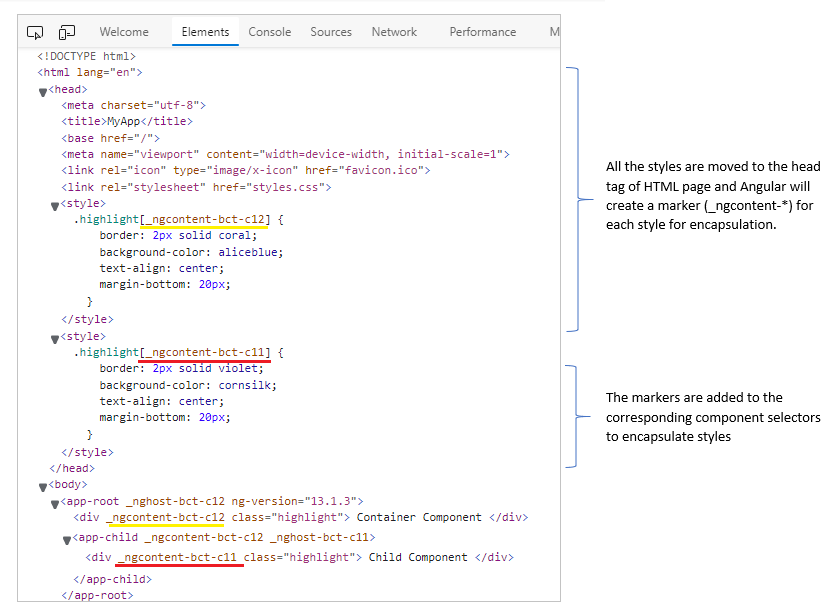 Welcome Elements Console Sources Network Performance M
<!DOCTYPE html>
<html lang="en">
<head>
<meta charset="utf-8">
<title>MyApp</title>
<base href="/">
<meta name="viewport" content="width=device-width, initial-scale=1">
<link rel="icon" type="image/x-icon" href="favicon.ico">
<link rel="stylesheet" href="styles.css">
<style>
.highlight[_ngcontent-bct-c12] {
border: 2px solid coral;
background-color: aliceblue;
text-align: center;
margin-bottom: 20px;
}
</style>
<style>
.highlight[_ngcontent-bct-c11] {
border: 2px solid violet;
background-color: cornsilk;
text-align: center;
margin-bottom: 20px;
}
</style>
</head>
<body>
<app-root _nghost-bct-c12 ng-version="13.1.3">
<div _ngcontent-bct-c12 class="highlight"> Container Component </div>
<app-child _ngcontent-bct-c12 _nghost-bct-c11>
<div _ngcontent-bct-c11 class="highlight"> Child Component </div>
</app-child>
</app-root>
All the styles are moved to the head
tag of HTML page and Angular will
create a marker (_ngcontent-*) for
each style for encapsulation.
The markers are added to the
corresponding component selectors
to encapsulate styles